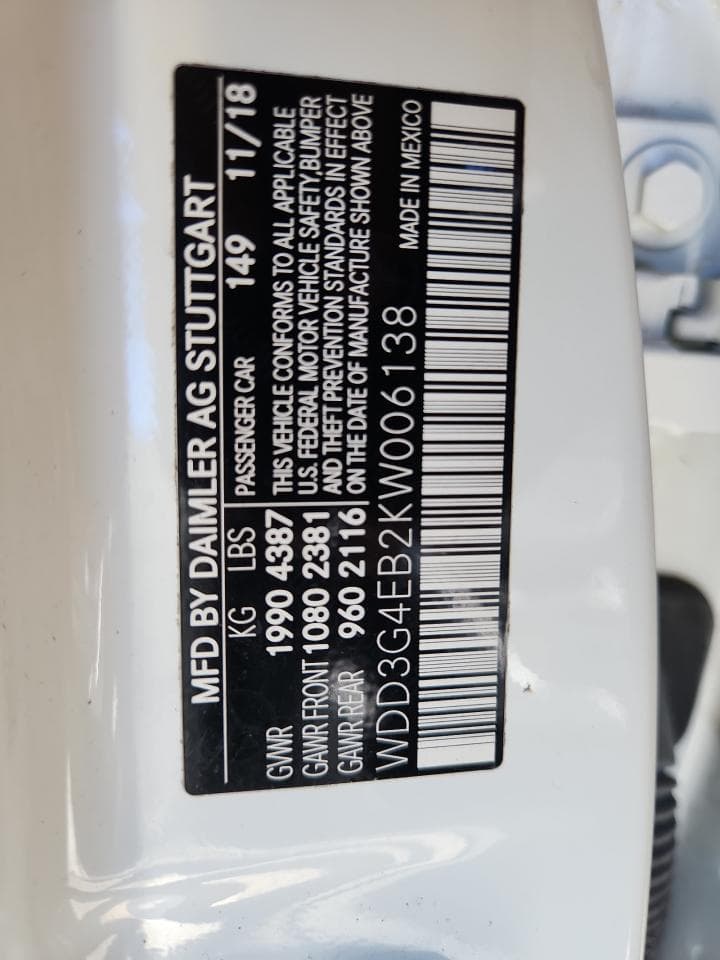 MFD BY DAIMLER AG STUTTGART
KG LBS PASSENGER CAR 149 11/18
GVWR 1990 4387 THIS VEHICLE CONFORMS TO ALL APPLICABLE
GAWR FRONT 1080 2381 U.S. FEDERAL MOTOR VEHICLE SAFETY,BUMPER
GAWR REAR 960 2116 AND THEFT PREVENTION STANDARDS IN EFFECT
ON THE DATE OF MANUFACTURE SHOWN ABOVE
WDD3G4EB2KW006138 MADE IN MEXICO